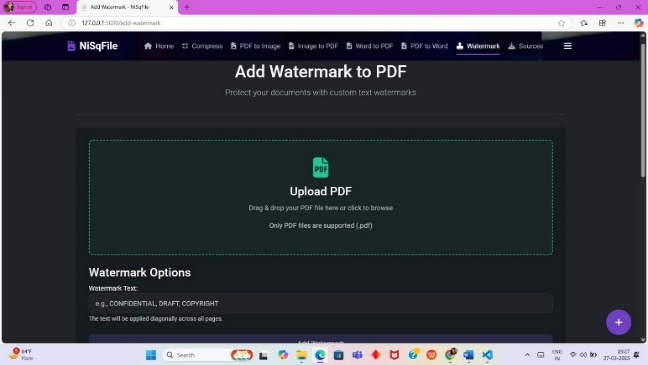 Sign in
Add Watermark - NiSqFile
127.0.0.1:5000/add-watermark
NiSqFile
Home
Compress
PDF to Image
Image to PDF
Word to PDF
PDF to Word
Watermark
Sources
Add Watermark to PDF
Protect your documents with custom text watermarks
PDF
Upload PDF
Drag & drop your PDF file here or click to browse
Only PDF files are supported (.pdf)
Watermark Options
Watermark Text:
e.g., CONFIDENTIAL, DRAFT, COPYRIGHT
The text will be applied diagonally across all pages.
Add Watermark
Haze
Search
ENG
IN
19:27
27-03-2025